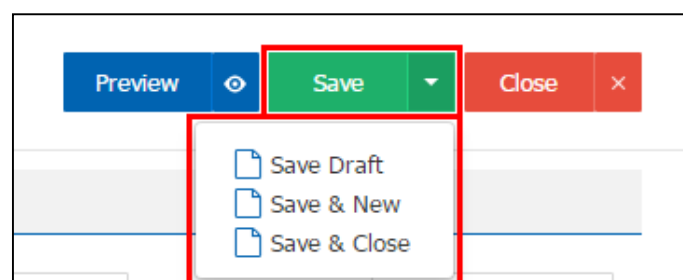 Preview Save Close ×
Save Draft
Save & New
Save & Close